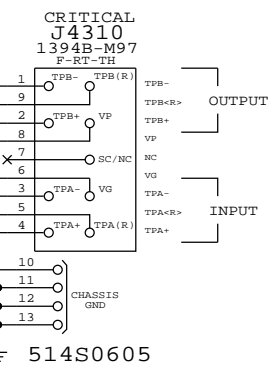 CRITICAL
J4310
1394B-M97
F-RT-TH
1 TPB- TPB(R) TPB-
9 TPB<R> OUTPUT
2 TPB+ VP TPB+
8 VP
7 SC/NC NC
6 VG
3 TPA- VG TPA-
5 TPA<R> INPUT
4 TPA+ TPA(R) TPA+
10
11
12 CHASSIS
GND
13
514S0605